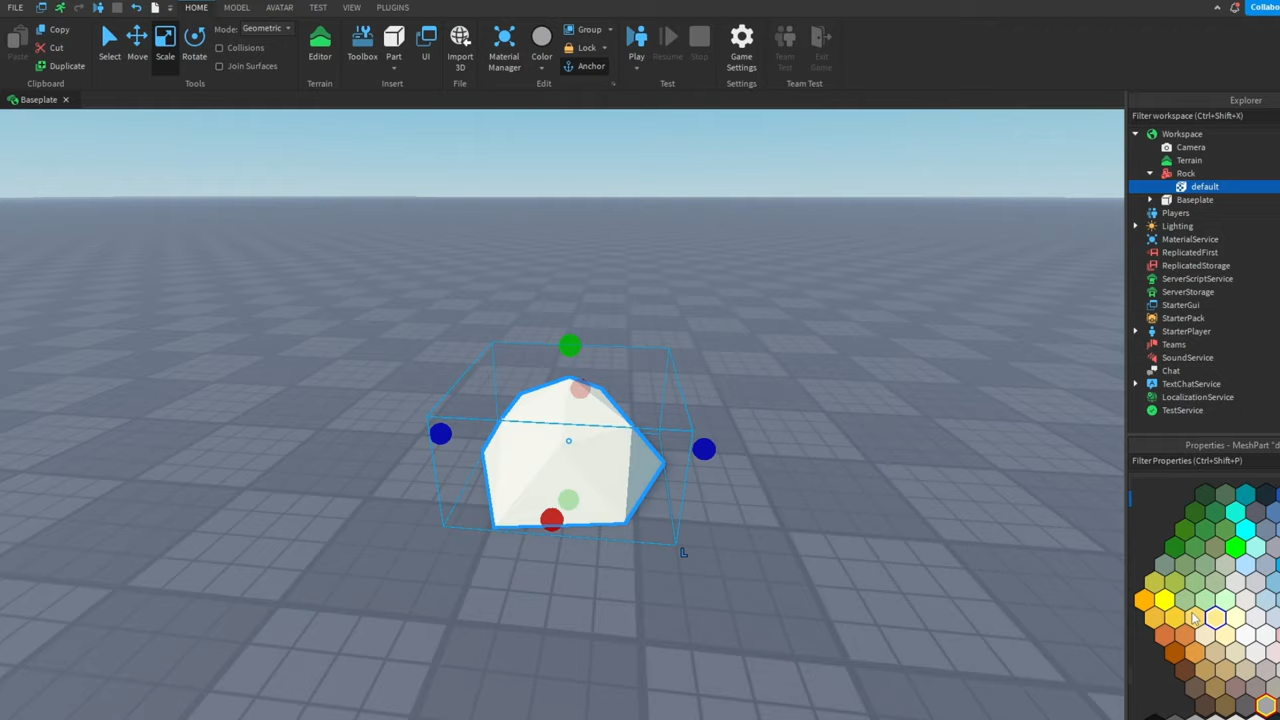 FILE HOME MODEL AVATAR TEST VIEW PLUGINS Collabo
Paste Copy Cut Duplicate Clipboard
Select Move Scale Rotate Mode: Geometric Collisions Join Surfaces Tools
Editor Terrain
Toolbox Part UI Insert
Import 3D File
Material Manager Color Group Lock Anchor Edit
Play Resume Stop Test
Game Settings Settings
Team Test Exit Game Team Test
Baseplate
Explorer
Filter workspace (Ctrl+Shift+X)
Workspace
Camera
Terrain
Rock
default
Baseplate
Players
Lighting
MaterialService
ReplicatedFirst
ReplicatedStorage
ServerScriptService
ServerStorage
StarterGui
StarterPack
StarterPlayer
Teams
SoundService
Chat
TextChatService
LocalizationService
TestService
Properties - MeshPart "d
Filter Properties (Ctrl+Shift+P)
L